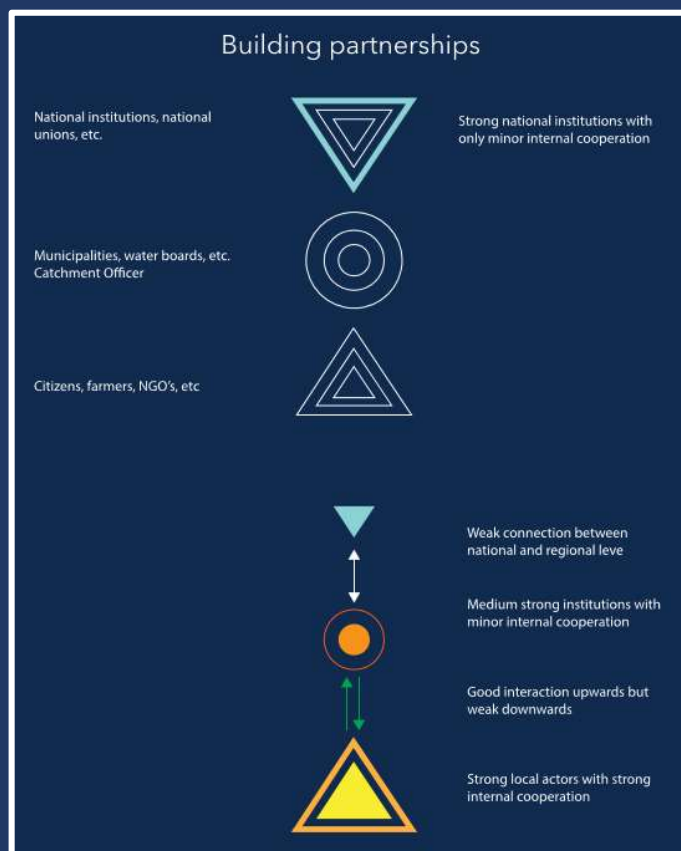 Building partnerships
National institutions, national
unions, etc.
Strong national institutions with
only minor internal cooperation
Municipalities, water boards, etc.
Catchment Officer
Citizens, farmers, NGO's, etc
Weak connection between
national and regional leve
Medium strong institutions with
minor internal cooperation
Good interaction upwards but
weak downwards
Strong local actors with strong
internal cooperation